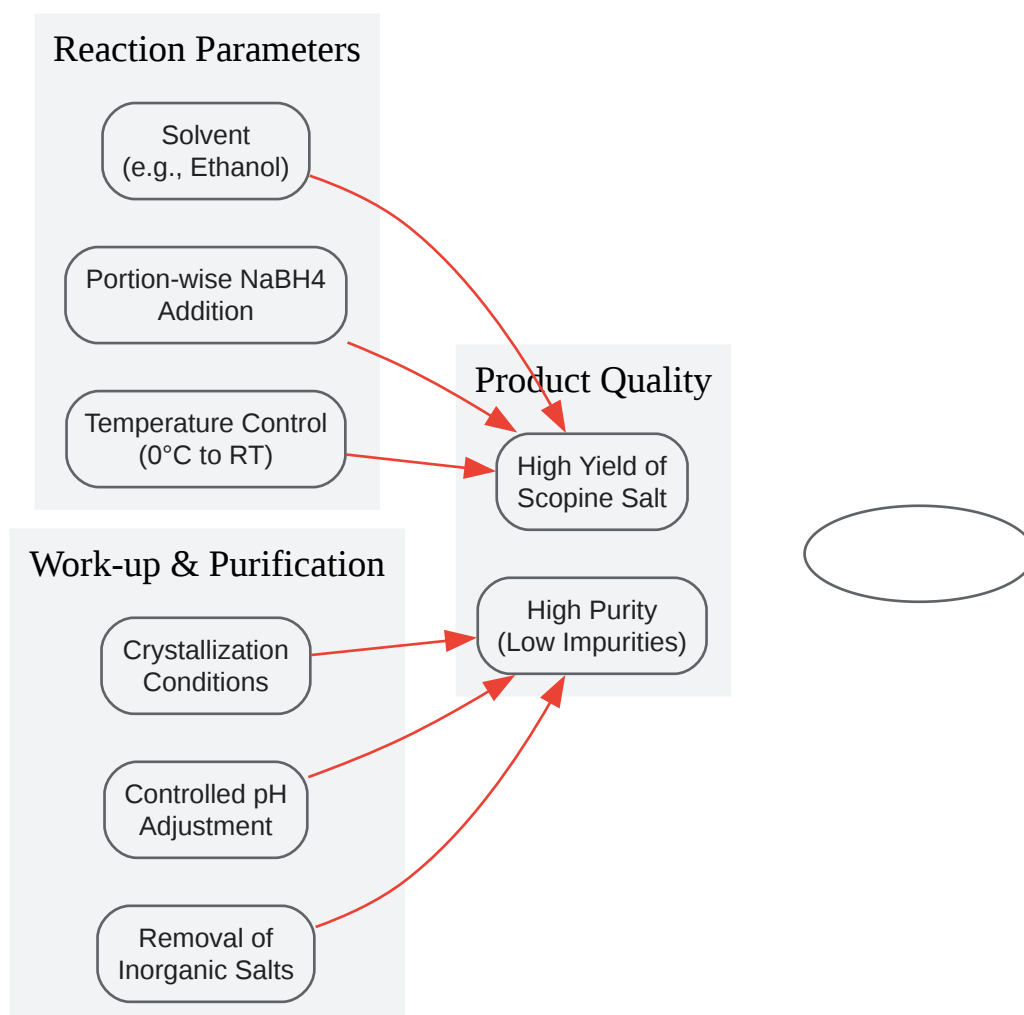 Reaction Parameters
Solvent
(e.g., Ethanol)
Portion-wise NaBH4
Addition
Temperature Control
(0°C to RT)
Product Quality
High Yield of
Scopine Salt
High Purity
(Low Impurities)
Work-up & Purification
Crystallization
Conditions
Controlled pH
Adjustment
Removal of
Inorganic Salts